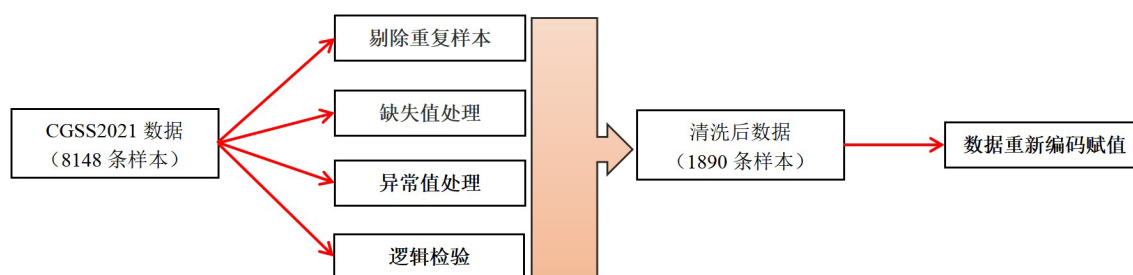 剔除重复样本
CGSS2021 数据
（8148 条样本）
缺失值处理
异常值处理
逻辑检验
清洗后数据
（1890 条样本）
数据重新编码赋值